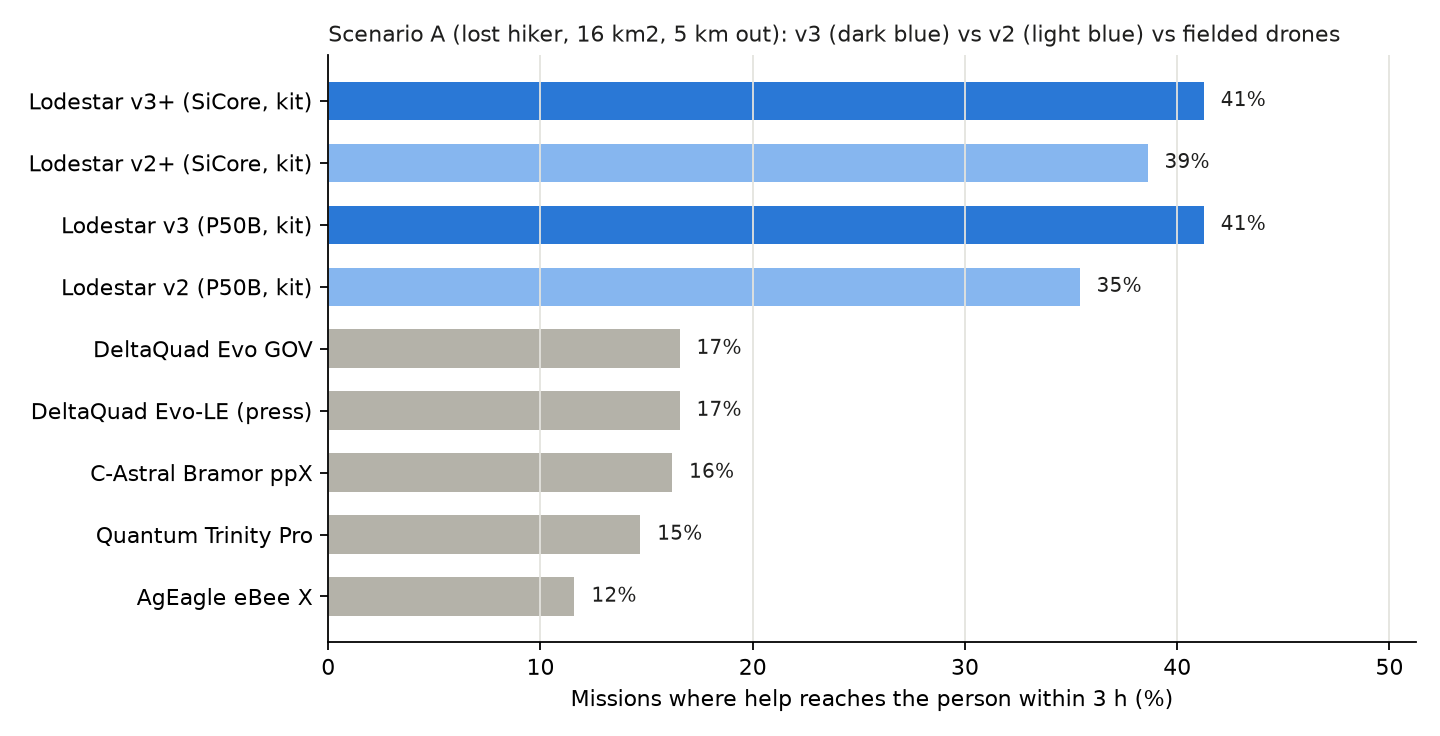 Scenario A (lost hiker, 16 km2, 5 km out): v3 (dark blue) vs v2 (light blue) vs fielded drones
Lodestar v3+ (SiCore, kit) 41%
Lodestar v2+ (SiCore, kit) 39%
Lodestar v3 (P50B, kit) 41%
Lodestar v2 (P50B, kit) 35%
DeltaQuad Evo GOV 17%
DeltaQuad Evo-LE (press) 17%
C-Astral Bramor ppX 16%
Quantum Trinity Pro 15%
AgEagle eBee X 12%
0 10 20 30 40 50
Missions where help reaches the person within 3 h (%)